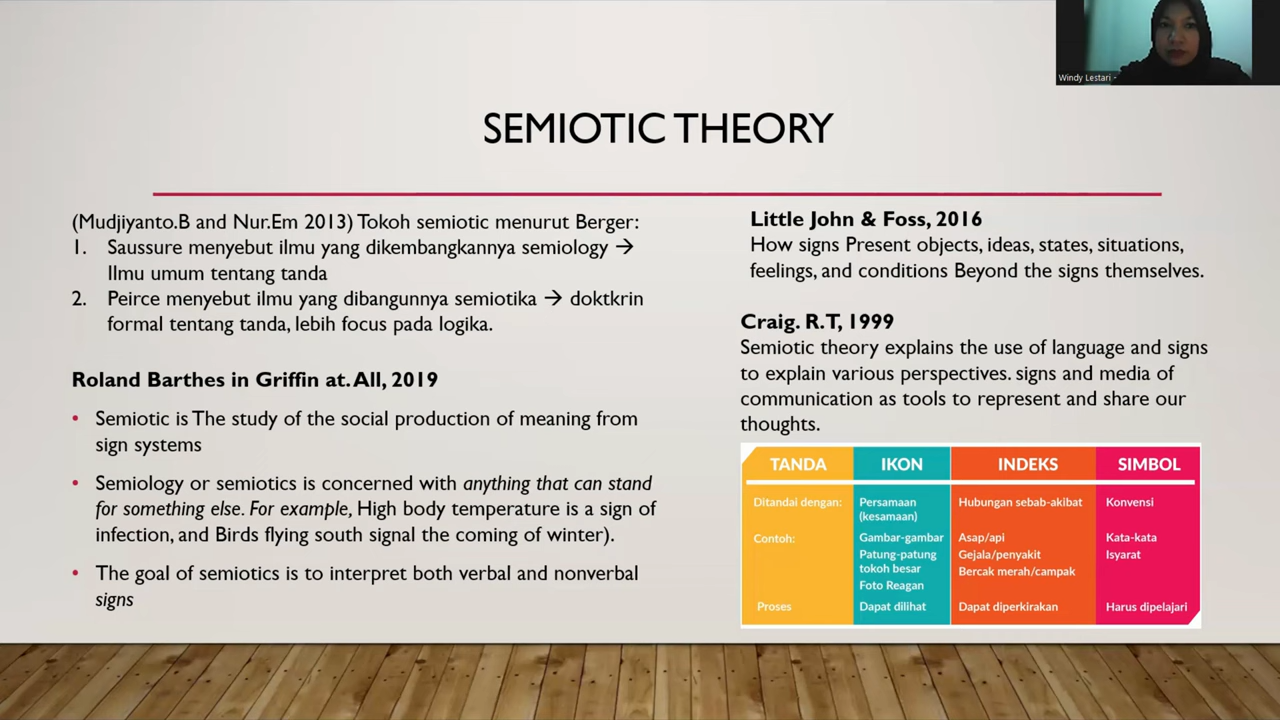 Windy Lestari -
SEMIOTIC THEORY
(Mudjiyanto.B and Nur.Em 2013) Tokoh semiotic menurut Berger:
1. Saussure menyebut ilmu yang dikembangkannya semiology →
Ilmu umum tentang tanda
2. Peirce menyebut ilmu yang dibangunnya semiotika → doktkrin
formal tentang tanda, lebih focus pada logika.
Roland Barthes in Griffin at. All, 2019
• Semiotic is The study of the social production of meaning from
sign systems
• Semiology or semiotics is concerned with anything that can stand
for something else. For example, High body temperature is a sign of
infection, and Birds flying south signal the coming of winter).
• The goal of semiotics is to interpret both verbal and nonverbal
signs
Little John & Foss, 2016
How signs Present objects, ideas, states, situations,
feelings, and conditions Beyond the signs themselves.
Craig. R.T, 1999
Semiotic theory explains the use of language and signs
to explain various perspectives. signs and media of
communication as tools to represent and share our
thoughts.
TANDA IKON INDEKS SIMBOL
Ditandai dengan: Persamaan Hubungan sebab-akibat Konvensi
(kesamaan)
Contoh: Gambar-gambar Asap/api Kata-kata
Patung-patung Gejala/penyakit Isyarat
tokoh besar Bercak merah/campak
Foto Reagan
Proses Dapat dilihat Dapat diperkirakan Harus dipelajari